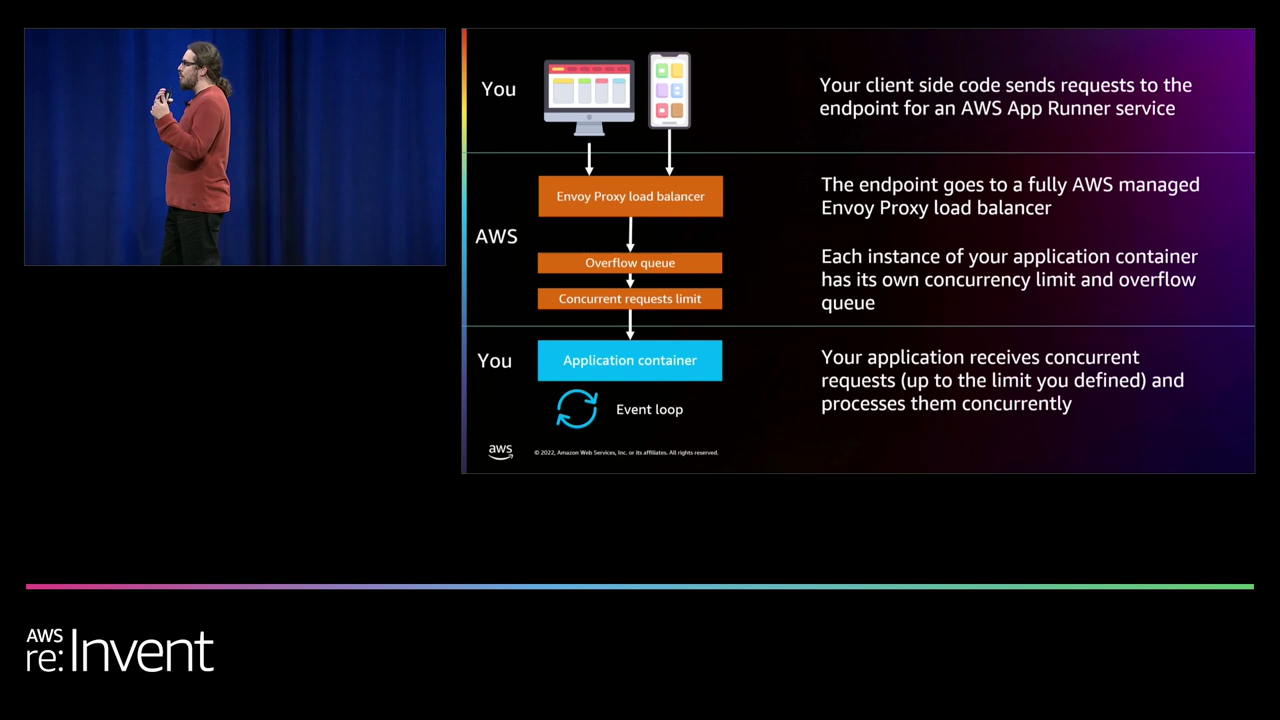 You
Your client side code sends requests to the
endpoint for an AWS App Runner service
Envoy Proxy load balancer
The endpoint goes to a fully AWS managed
Envoy Proxy load balancer
AWS
Overflow queue
Concurrent requests limit
Each instance of your application container
has its own concurrency limit and overflow
queue
You
Application container
Event loop
Your application receives concurrent
requests (up to the limit you defined) and
processes them concurrently
aws
© 2022, Amazon Web Services, Inc. or its affiliates. All rights reserved.
AWS
re:Invent